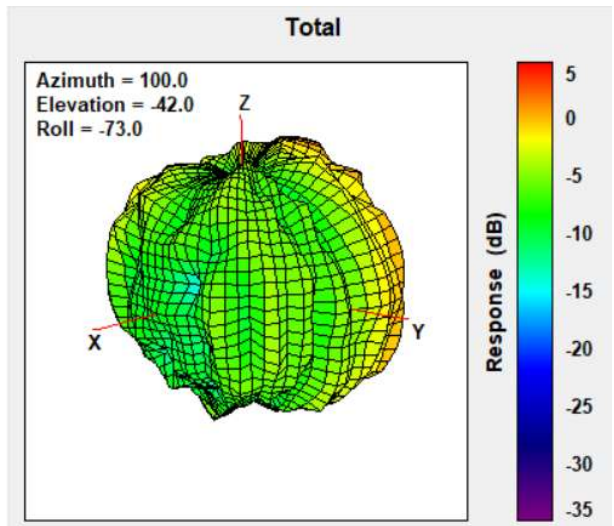 Total
Azimuth = 100.0
Elevation = -42.0
Roll = -73.0
Z
X
Y
5
0
-5
-10
-15
-20
-25
-30
-35
Response (dB)